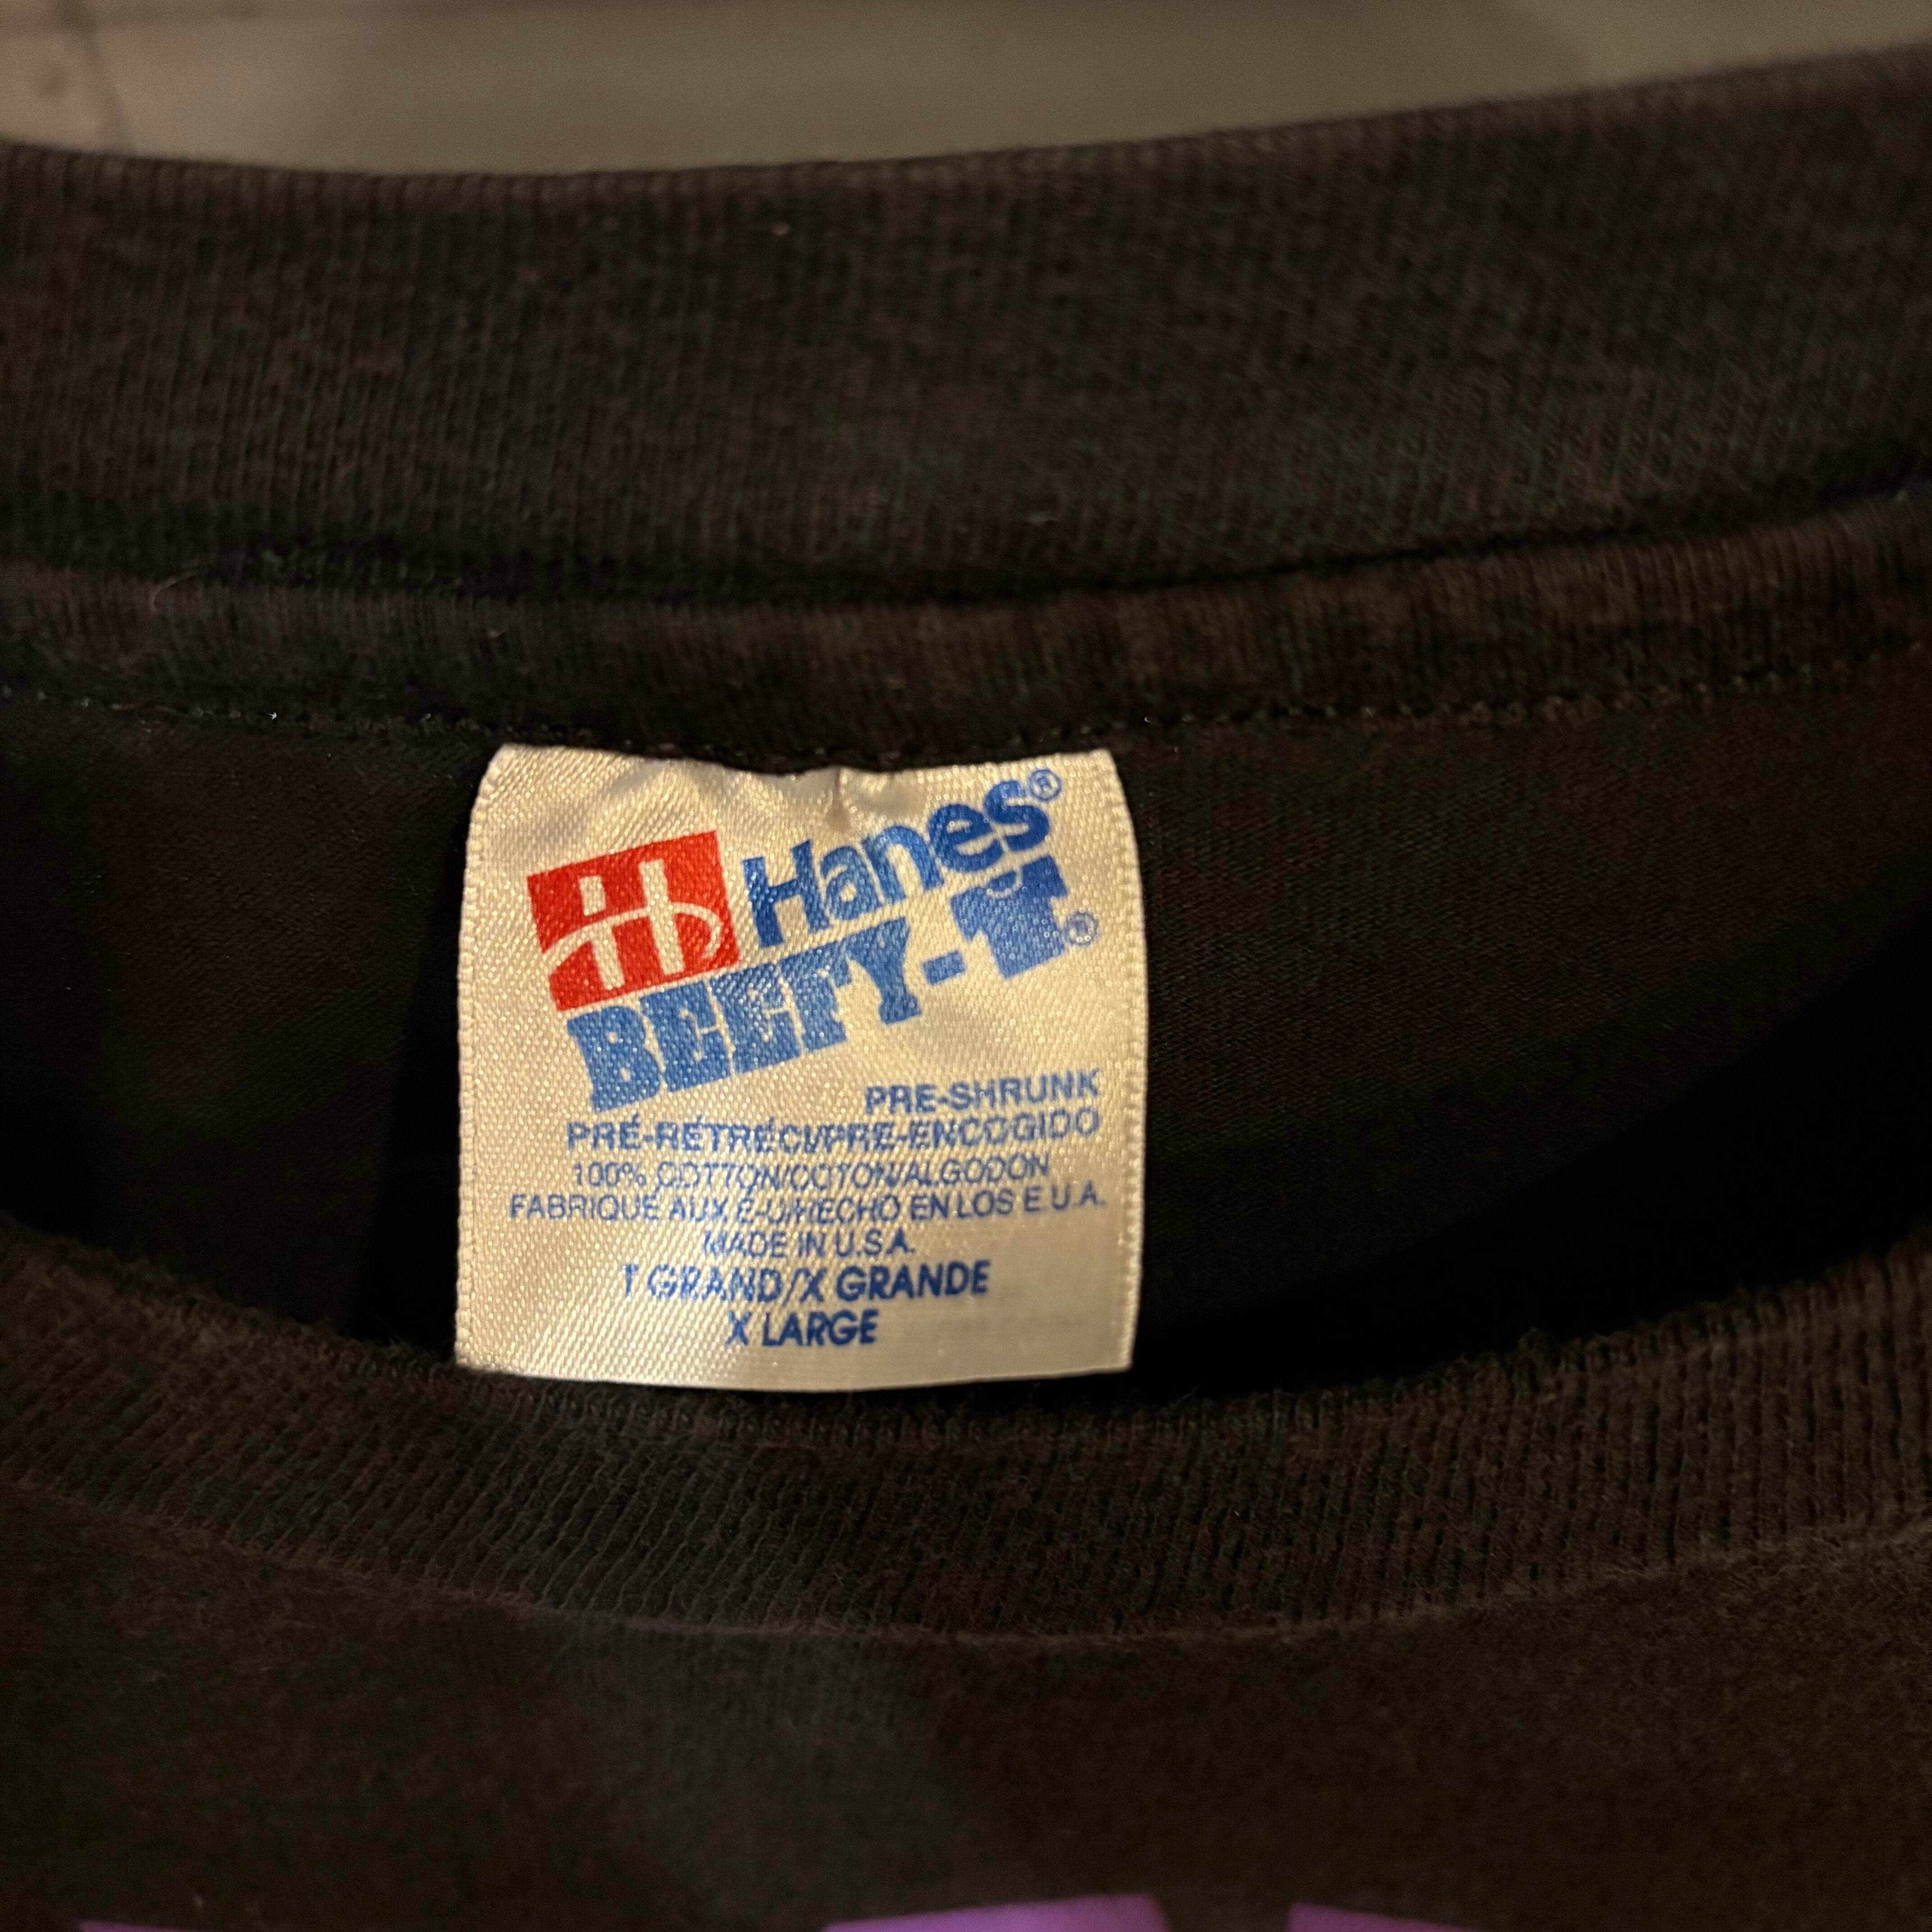 Hanes®
BEEFY-T®
PRE-SHRUNK
PRÉ-RÉTRÉCI/PRE-ENCOGIDO
100% COTTON/COTON/ALGODON
FABRIQUÉ AUX É-U/HECHO EN LOS E.U.A.
MADE IN U.S.A.
T GRAND/X GRANDE
X LARGE